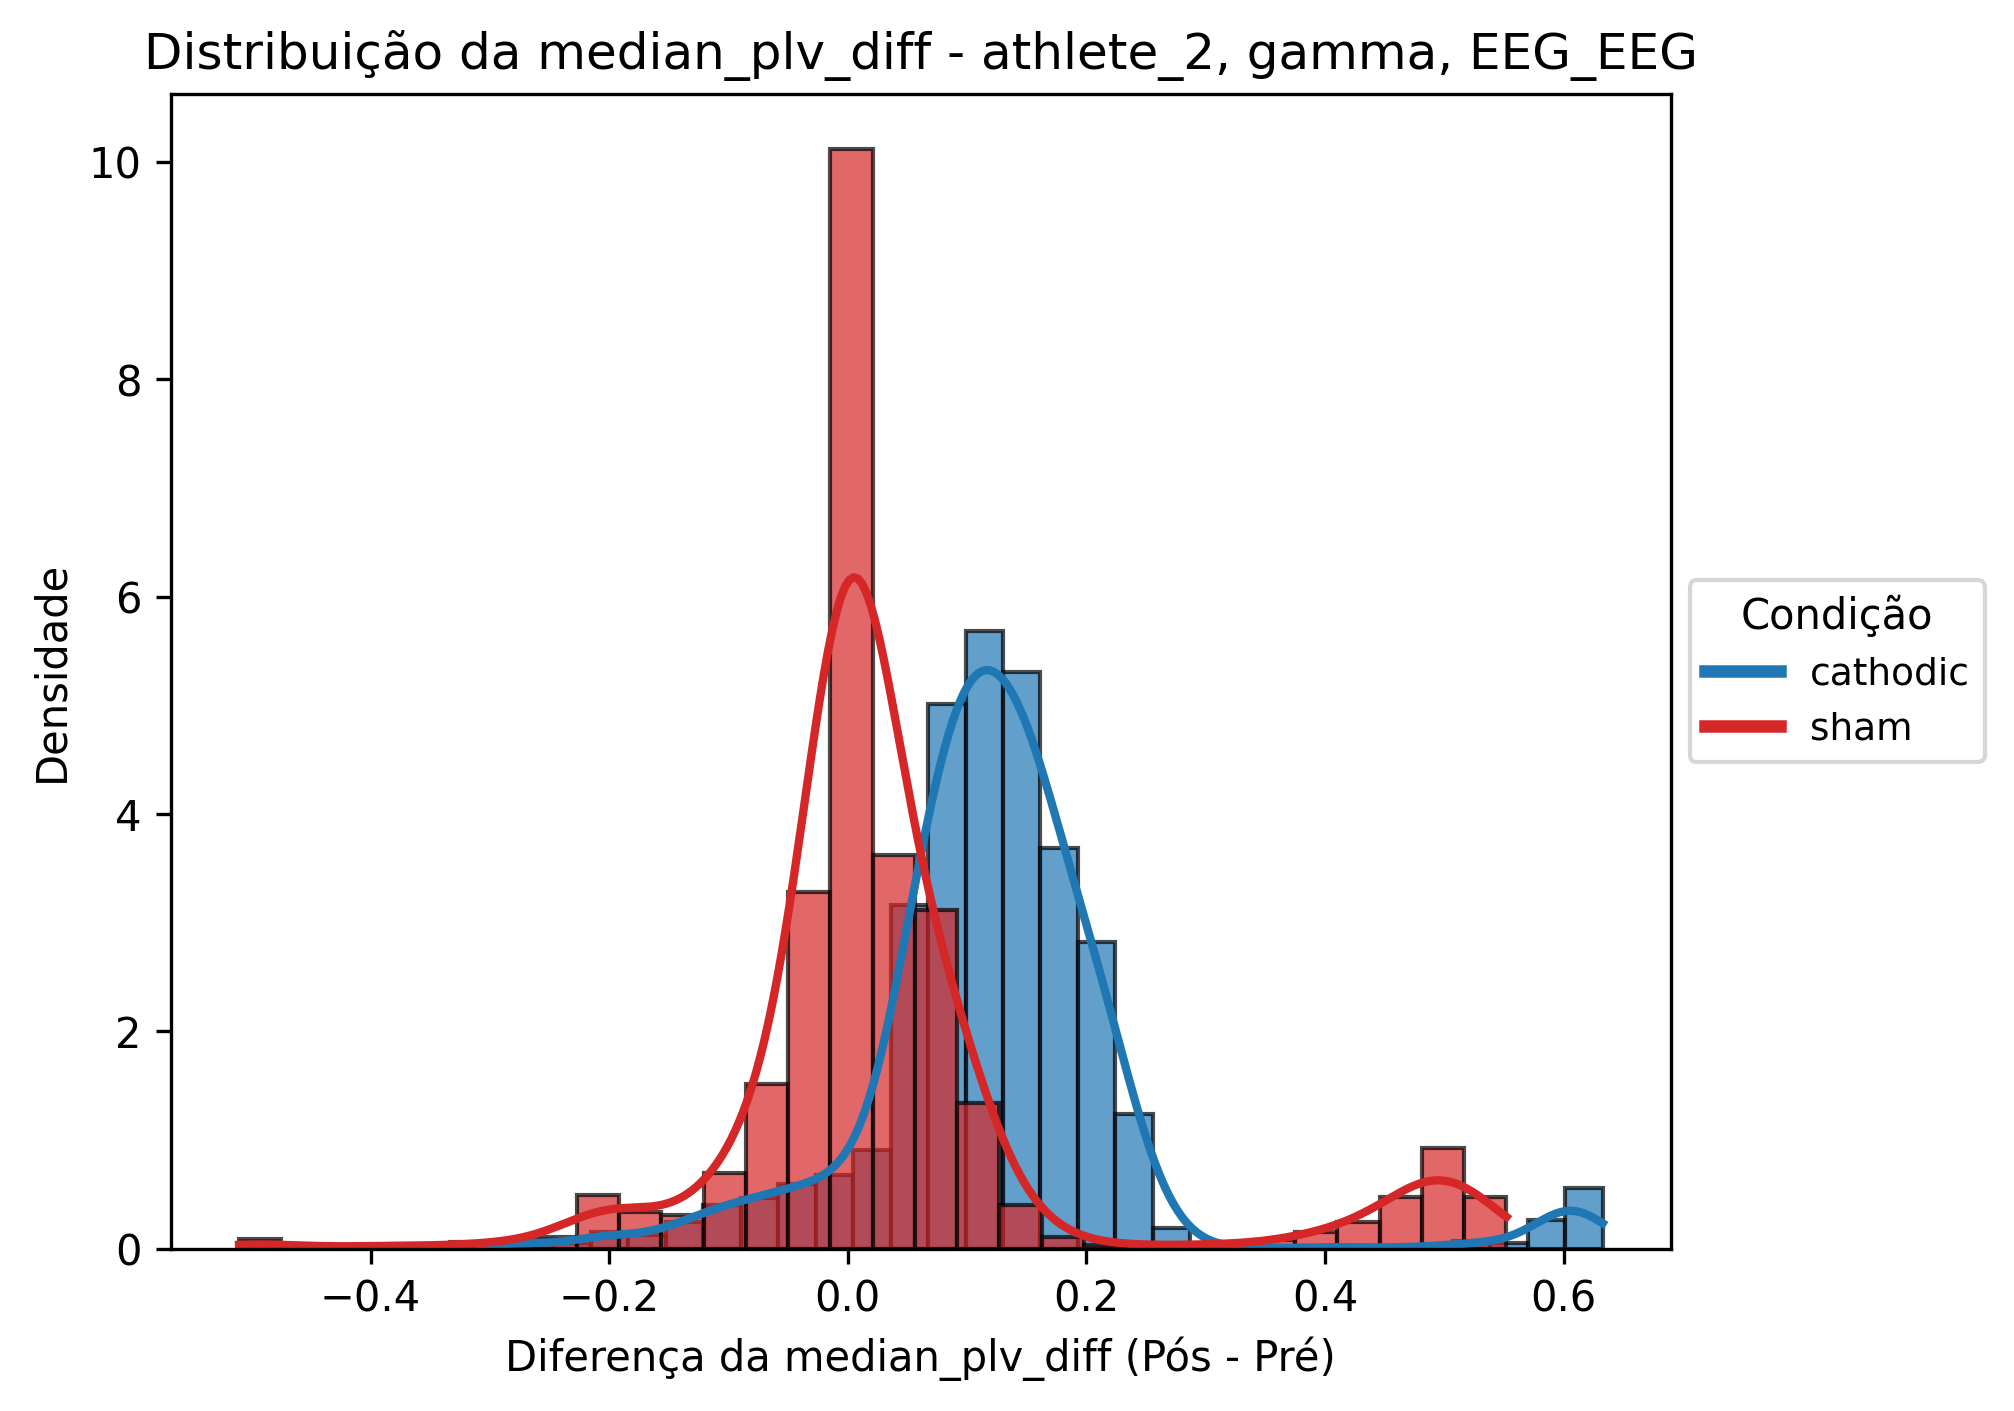 Distribuição da median_plv_diff - athlete_2, gamma, EEG_EEG
Densidade
10
8
6
4
2
0
−0.4
−0.2
0.0
0.2
0.4
0.6
Diferença da median_plv_diff (Pós - Pré)
Condição
cathodic
sham